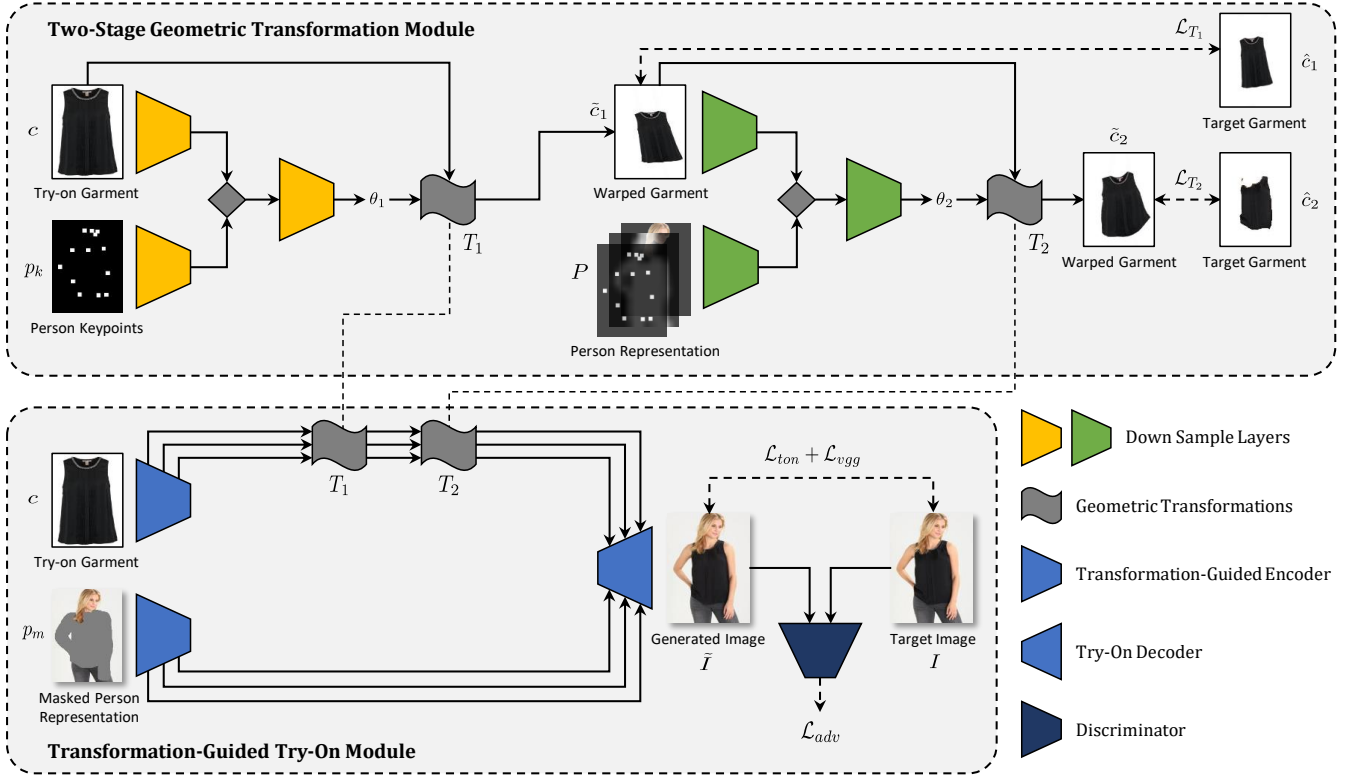 Two-Stage Geometric Transformation Module
c
Try-on Garment
p_k
Person Keypoints
θ_1
T_1
c̃_1
Warped Garment
P
Person Representation
θ_2
T_2
c̃_2
Warped Garment
ℒ_{T_1}
ĉ_1
Target Garment
ℒ_{T_2}
ĉ_2
Target Garment
c
Try-on Garment
p_m
Masked Person
Representation
T_1
T_2
ℒ_{ton} + ℒ_{vgg}
Generated Image
Ĩ
Target Image
I
ℒ_{adv}
Transformation-Guided Try-On Module
Down Sample Layers
Geometric Transformations
Transformation-Guided Encoder
Try-On Decoder
Discriminator